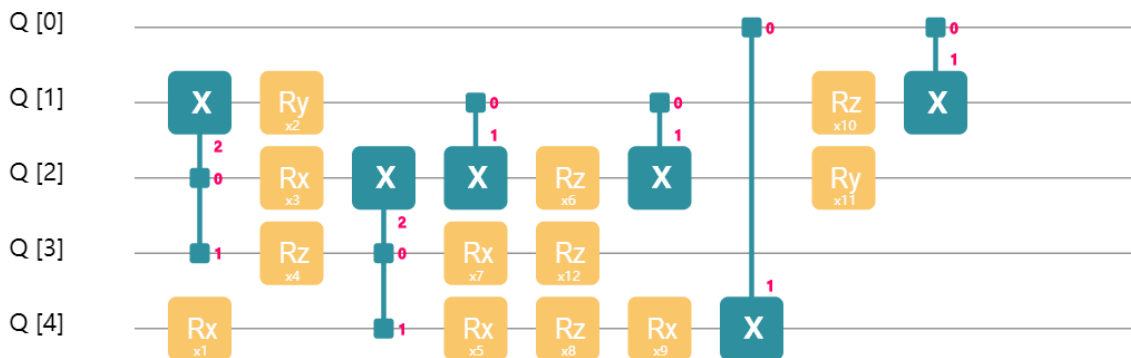 Q [0] 0 0
1
Q [1] X Ry x2 0 0 Rz x10 X
2 1 1
Q [2] 0 Rx x3 X X Rz x6 X Ry x11
2
Q [3] 1 Rz x4 0 Rx x7 Rz x12
1
Q [4] Rx x1 1 Rx x5 Rz x8 Rx x9 X